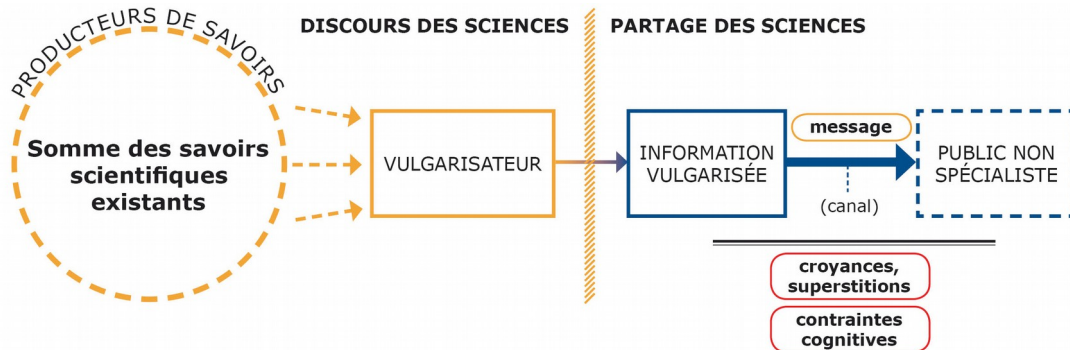 PRODUCTEURS DE SAVOIRS
Somme des savoirs
scientifiques
existants
DISCOURS DES SCIENCES
VULGARISATEUR
PARTAGE DES SCIENCES
INFORMATION
VULGARISÉE
message
(canal)
PUBLIC NON
SPÉCIALISTE
croyances,
superstitions
contraintes
cognitives